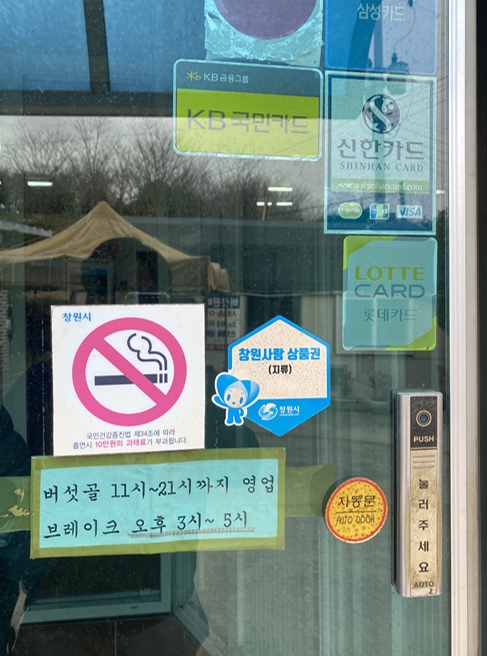 삼성카드
KB 금융그룹
KB 국민카드
신한카드
SHINHAN CARD
www.shinhancard.com
VISA
LOTTE
CARD
롯데카드
창원시
국민건강증진법 제34조에 따라
흡연시 10만원의 과태료가 부과됩니다.
창원사랑 상품권
(지류)
창원시
버섯골 11시~21시까지 영업
브레이크 오후 3시~ 5시
자동문
AUTO DOOR
PUSH
눌러주세요
AUTO